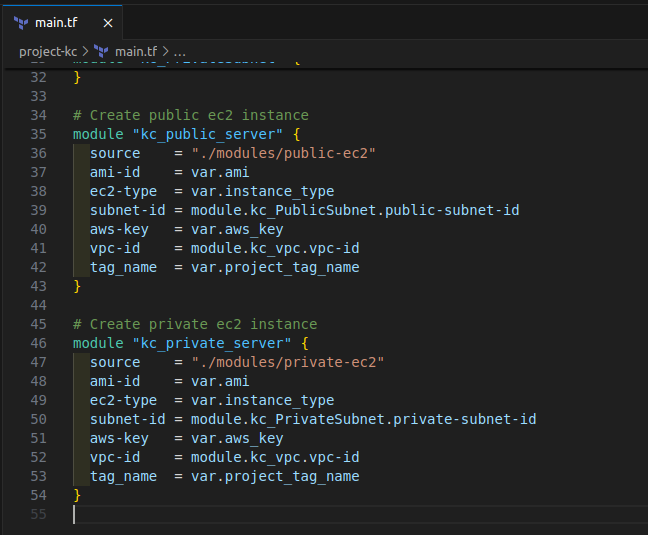 main.tf
project-kc > main.tf > ...
32 }
33
34 # Create public ec2 instance
35 module "kc_public_server" {
36   source    = "./modules/public-ec2"
37   ami-id    = var.ami
38   ec2-type  = var.instance_type
39   subnet-id = module.kc_PublicSubnet.public-subnet-id
40   aws-key   = var.aws_key
41   vpc-id    = module.kc_vpc.vpc-id
42   tag_name  = var.project_tag_name
43 }
44
45 # Create private ec2 instance
46 module "kc_private_server" {
47   source    = "./modules/private-ec2"
48   ami-id    = var.ami
49   ec2-type  = var.instance_type
50   subnet-id = module.kc_PrivateSubnet.private-subnet-id
51   aws-key   = var.aws_key
52   vpc-id    = module.kc_vpc.vpc-id
53   tag_name  = var.project_tag_name
54 }
55